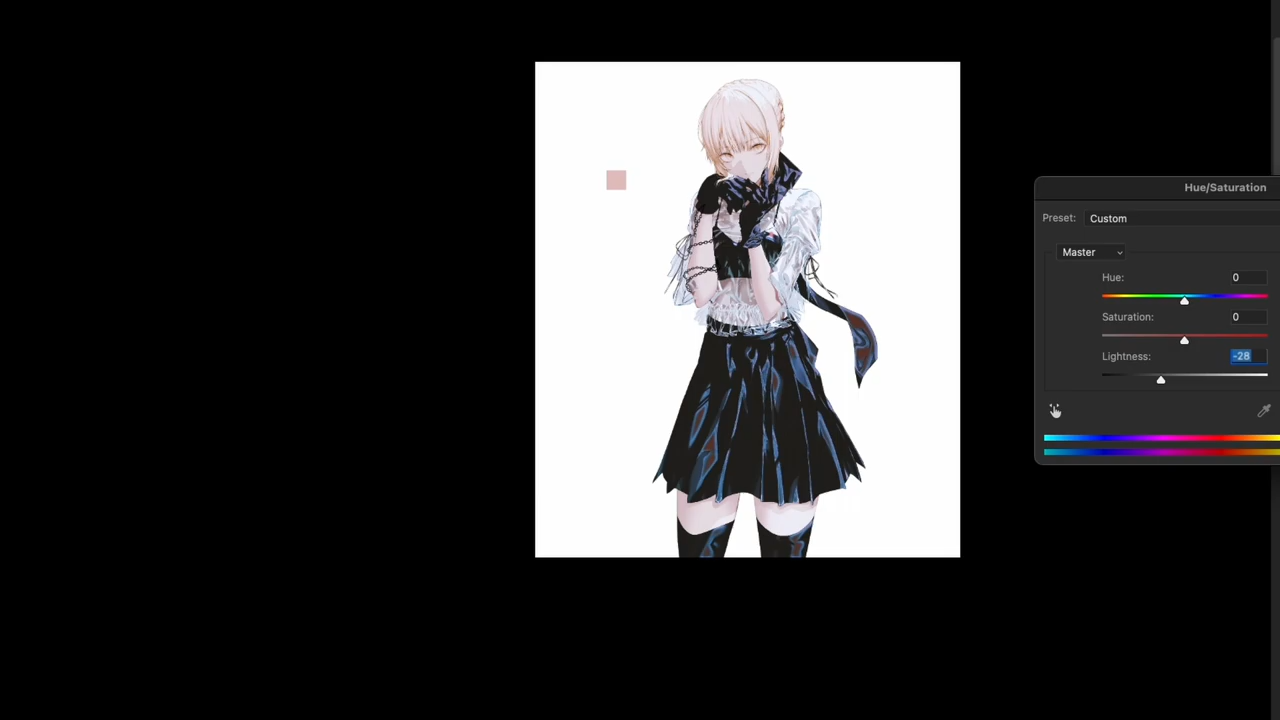 Hue/Saturation
Preset: Custom
Master
Hue: 0
Saturation: 0
Lightness: -28